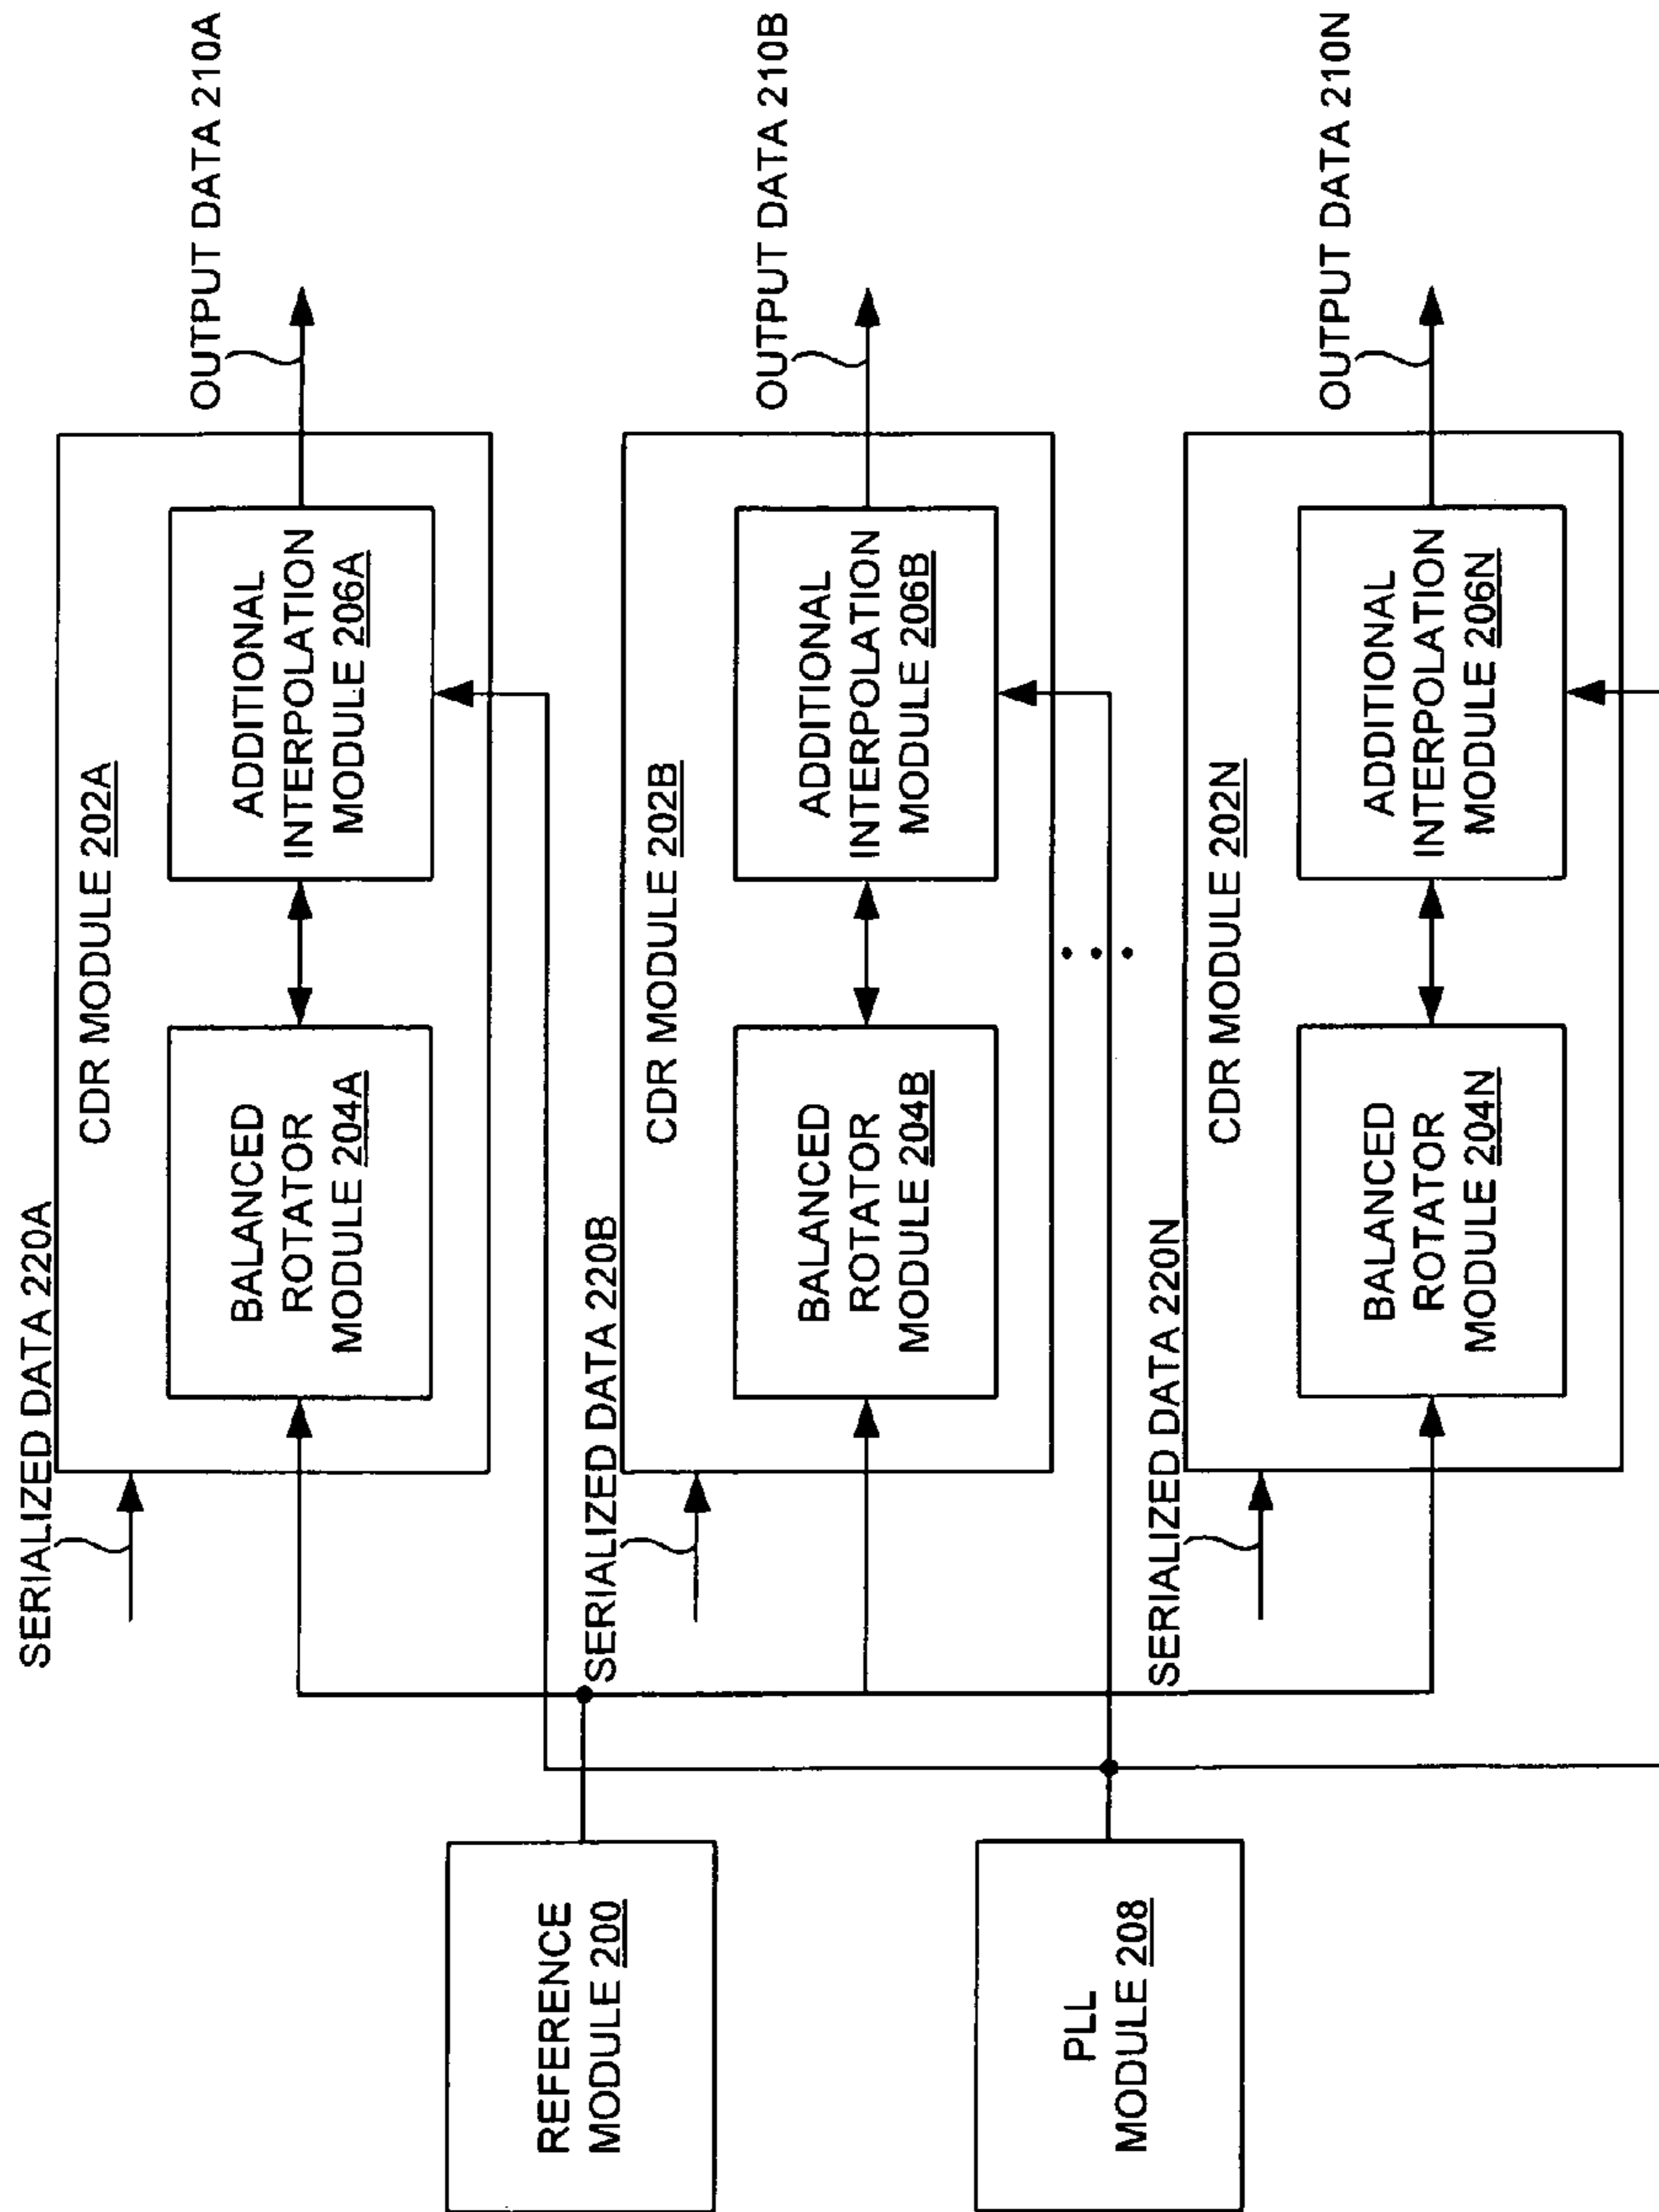 SERIALIZED DATA 220A
CDR MODULE 202A
BALANCED
ROTATOR
MODULE 204A
ADDITIONAL
INTERPOLATION
MODULE 206A
OUTPUT DATA 210A
REFERENCE
MODULE 200
SERIALIZED DATA 220B
CDR MODULE 202B
BALANCED
ROTATOR
MODULE 204B
ADDITIONAL
INTERPOLATION
MODULE 206B
OUTPUT DATA 210B
PLL
MODULE 208
SERIALIZED DATA 220N
CDR MODULE 202N
BALANCED
ROTATOR
MODULE 204N
ADDITIONAL
INTERPOLATION
MODULE 206N
OUTPUT DATA 210N